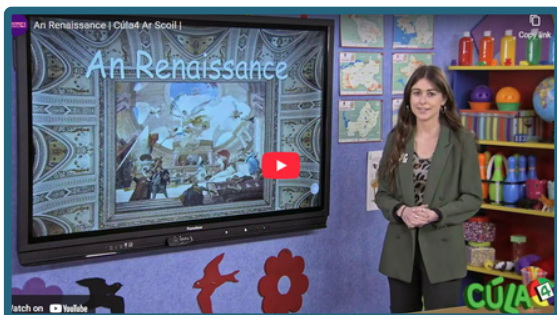 An Renaissance | Cúla4 Ar Scoil |
Copy link
An Renaissance
Watch on YouTube
CÚLA4